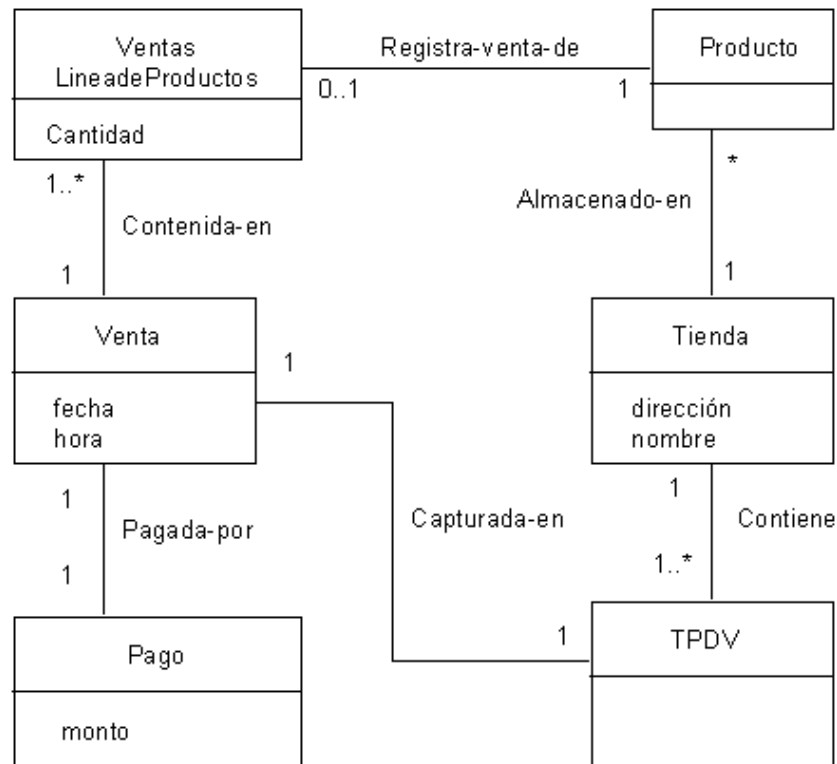 Ventas
LineadeProductos
Cantidad
Registra-venta-de
0..1
1
Producto
1..*
Contenida-en
1
*
Almacenado-en
1
Venta
fecha
hora
1
Tienda
dirección
nombre
1
Pagada-por
1
Capturada-en
1
1
Contiene
1..*
Pago
monto
TPDV